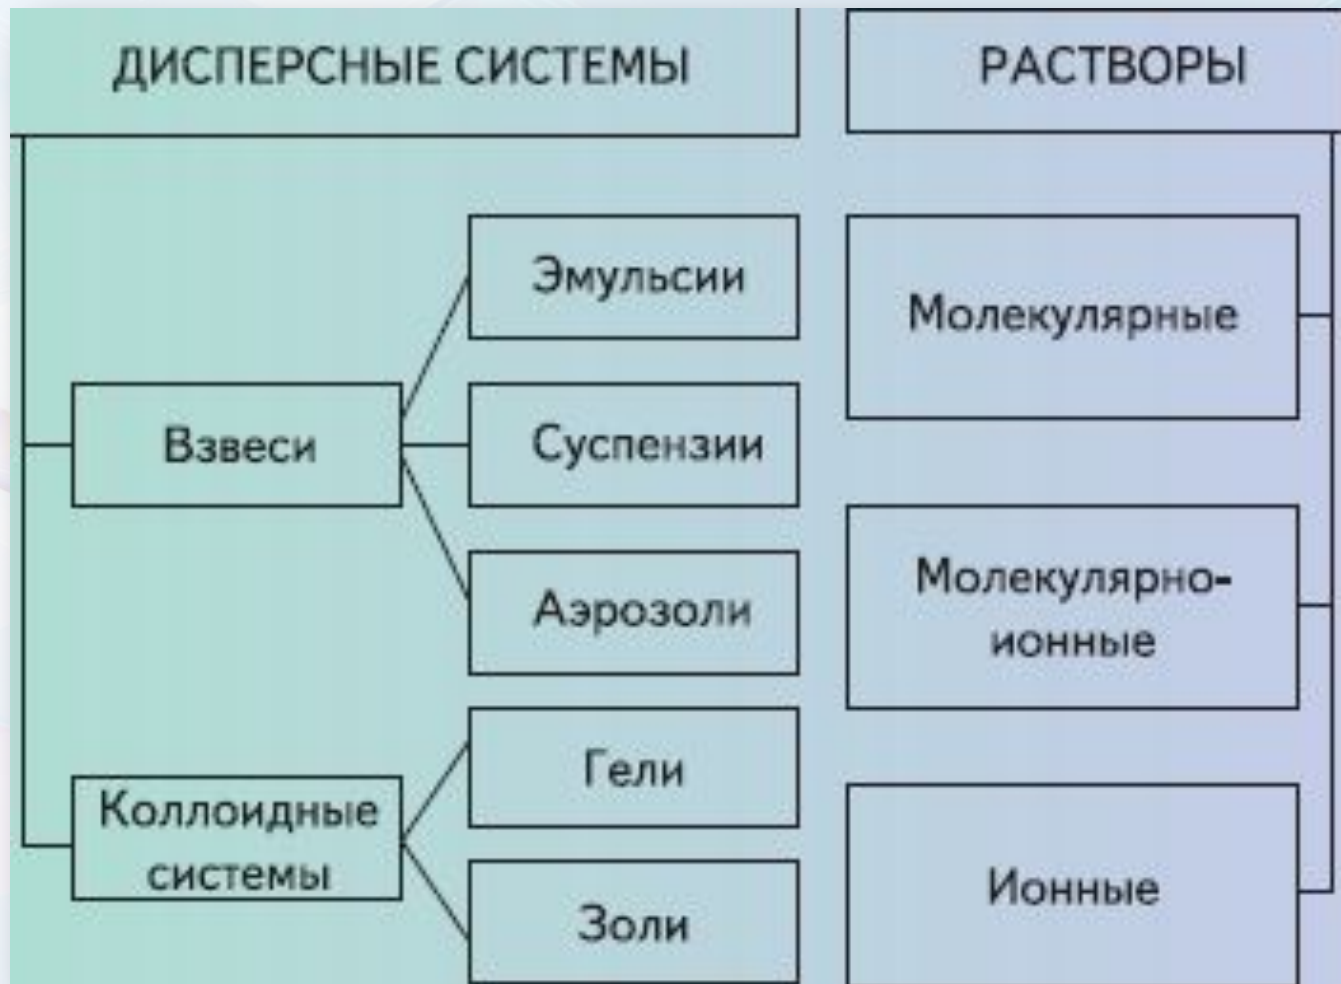 ДИСПЕРСНЫЕ СИСТЕМЫ
РАСТВОРЫ
Эмульсии
Взвеси
Суспензии
Аэрозоли
Гели
Коллоидные
системы
Золи
Молекулярные
Молекулярно-
ионные
Ионные